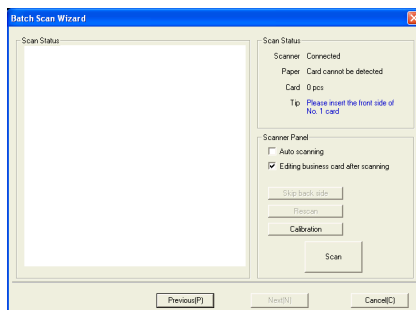 Batch Scan Wizard
Scan Status
Scan Status
Scanner Connected
Paper Card cannot be detected
Card 0 pcs
Tip Please insert the front side of
No. 1 card
Scanner Panel
Auto scanning
Editing business card after scanning
Skip back side
Rescan
Calibration
Scan
Previous(P)
Next(N)
Cancel(C)